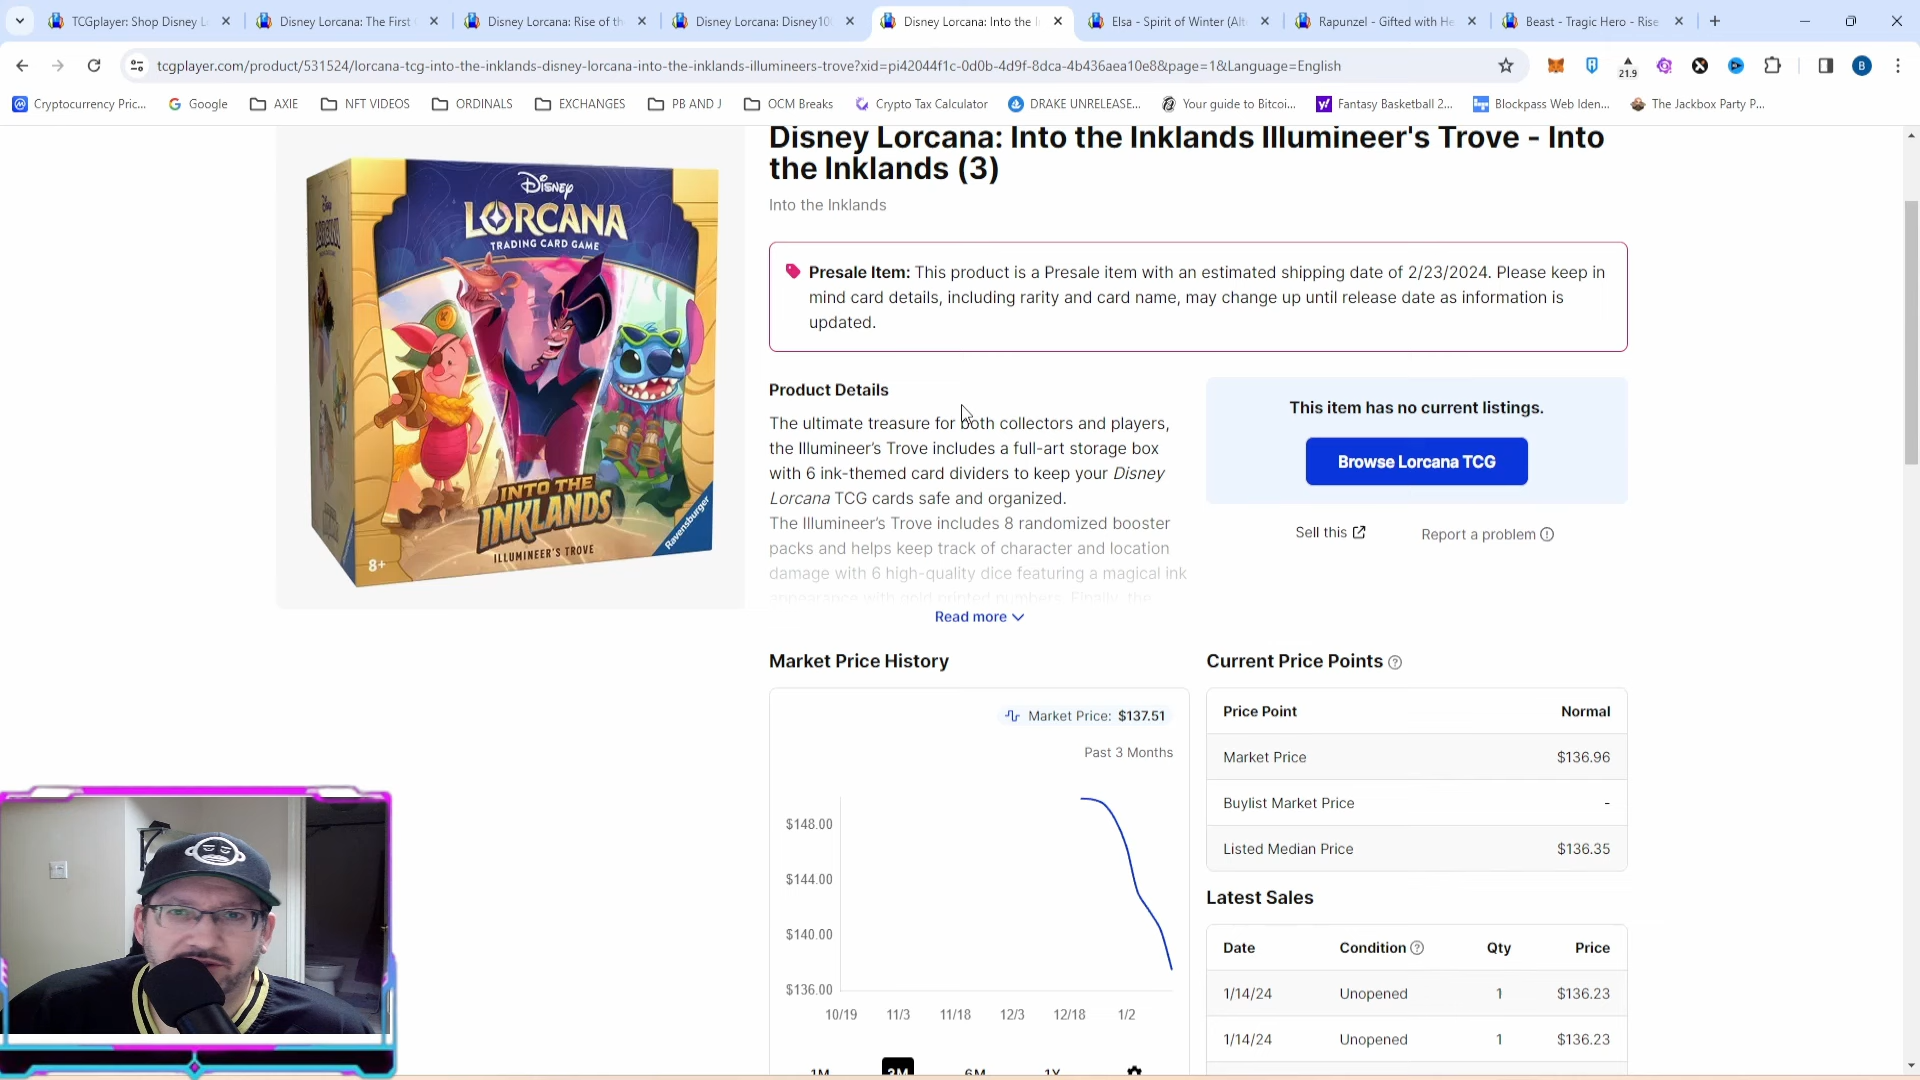 TCGplayer: Shop Disney L
Disney Lorcana: The First
Disney Lorcana: Rise of th
Disney Lorcana: Disney10
Disney Lorcana: Into the I
Elsa - Spirit of Winter (Alt
Rapunzel - Gifted with He
Beast - Tragic Hero - Rise
tcgplayer.com/product/531524/lorcana-tcg-into-the-inklands-disney-lorcana-into-the-inklands-illumineers-trove?xid=pi42044f1c-0d0b-4d9f-8dca-4b436aea10e8&page=1&Language=English
21.9
B
Cryptocurrency Pric...
Google
AXIE
NFT VIDEOS
ORDINALS
EXCHANGES
PB AND J
OCM Breaks
Crypto Tax Calculator
DRAKE UNRELEASE...
Your guide to Bitcoi...
Fantasy Basketball 2...
Blockpass Web Iden...
The Jackbox Party P...
Disney Lorcana: Into the Inklands Illumineer's Trove - Into
the Inklands (3)
Into the Inklands
Presale Item: This product is a Presale item with an estimated shipping date of 2/23/2024. Please keep in
mind card details, including rarity and card name, may change up until release date as information is
updated.
DISNEY
LORCANA
TRADING CARD GAME
INTO THE
INKLANDS
ILLUMINEER'S TROVE
8+
Ravensburger
Product Details
The ultimate treasure for both collectors and players,
the Illumineer's Trove includes a full-art storage box
with 6 ink-themed card dividers to keep your Disney
Lorcana TCG cards safe and organized.
The Illumineer's Trove includes 8 randomized booster
packs and helps keep track of character and location
damage with 6 high-quality dice featuring a magical ink
appearance with gold printed numbers. Finally, the
Read more
This item has no current listings.
Browse Lorcana TCG
Sell this
Report a problem
Market Price History
Market Price: $137.51
Past 3 Months
$148.00
$144.00
$140.00
$136.00
10/19 11/3 11/18 12/3 12/18 1/2
1M 3M 6M 1Y
Current Price Points
Price Point Normal
Market Price $136.96
Buylist Market Price -
Listed Median Price $136.35
Latest Sales
Date Condition Qty Price
1/14/24 Unopened 1 $136.23
1/14/24 Unopened 1 $136.23